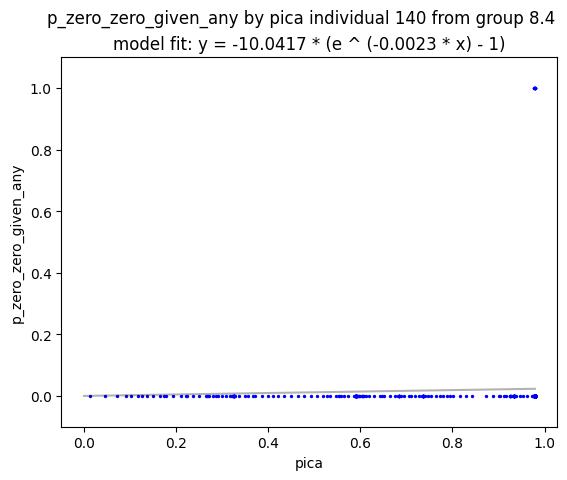 p_zero_zero_given_any by pica individual 140 from group 8.4
model fit: y = -10.0417 * (e ^ (-0.0023 * x) - 1)
1.0
0.8
0.6
0.4
0.2
0.0
p_zero_zero_given_any
0.0 0.2 0.4 0.6 0.8 1.0
pica